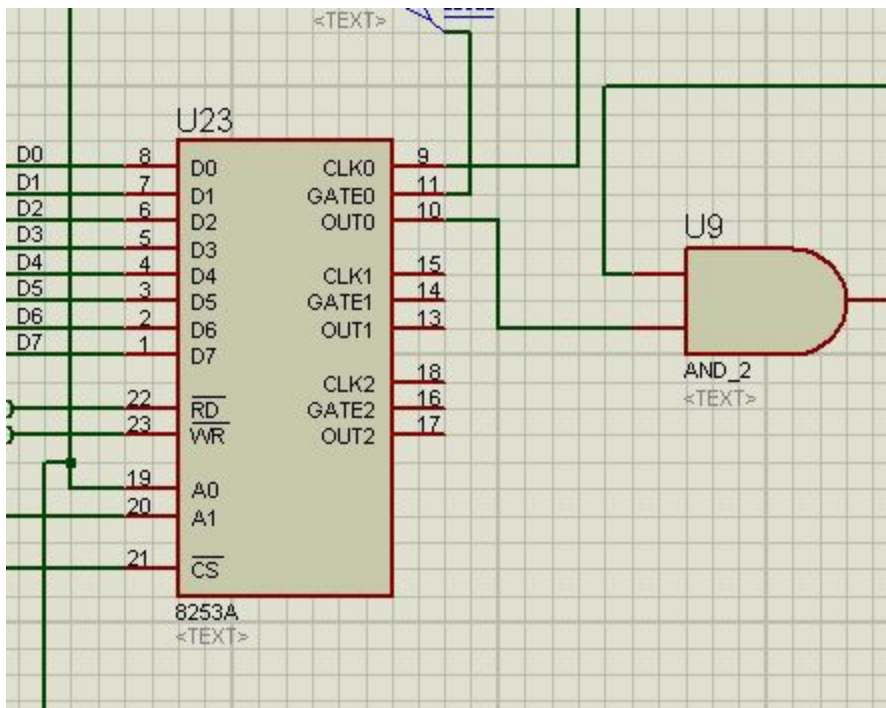 <TEXT>
U23
D0
D1
D2
D3
D4
D5
D6
D7
8 D0 CLK0 9
7 D1 GATE0 11
6 D2 OUT0 10
5 D3
4 D4 CLK1 15
3 D5 GATE1 14
2 D6 OUT1 13
1 D7
CLK2 18
22 RD GATE2 16
23 WR OUT2 17
19 A0
20 A1
21 CS
8253A
<TEXT>
U9
AND_2
<TEXT>